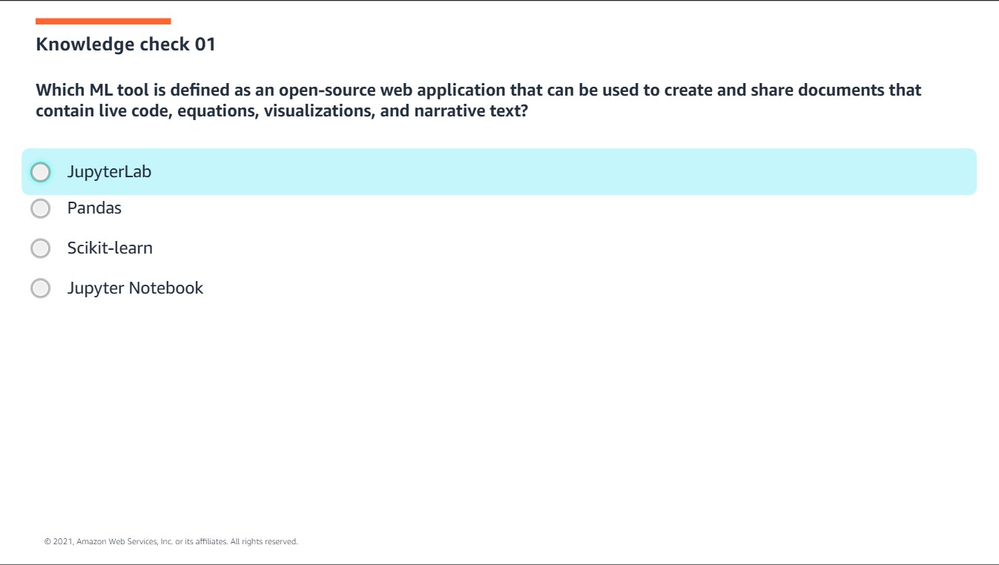 Knowledge check 01
Which ML tool is defined as an open-source web application that can be used to create and share documents that
contain live code, equations, visualizations, and narrative text?
JupyterLab
Pandas
Scikit-learn
Jupyter Notebook
© 2021, Amazon Web Services, Inc. or its affiliates. All rights reserved.